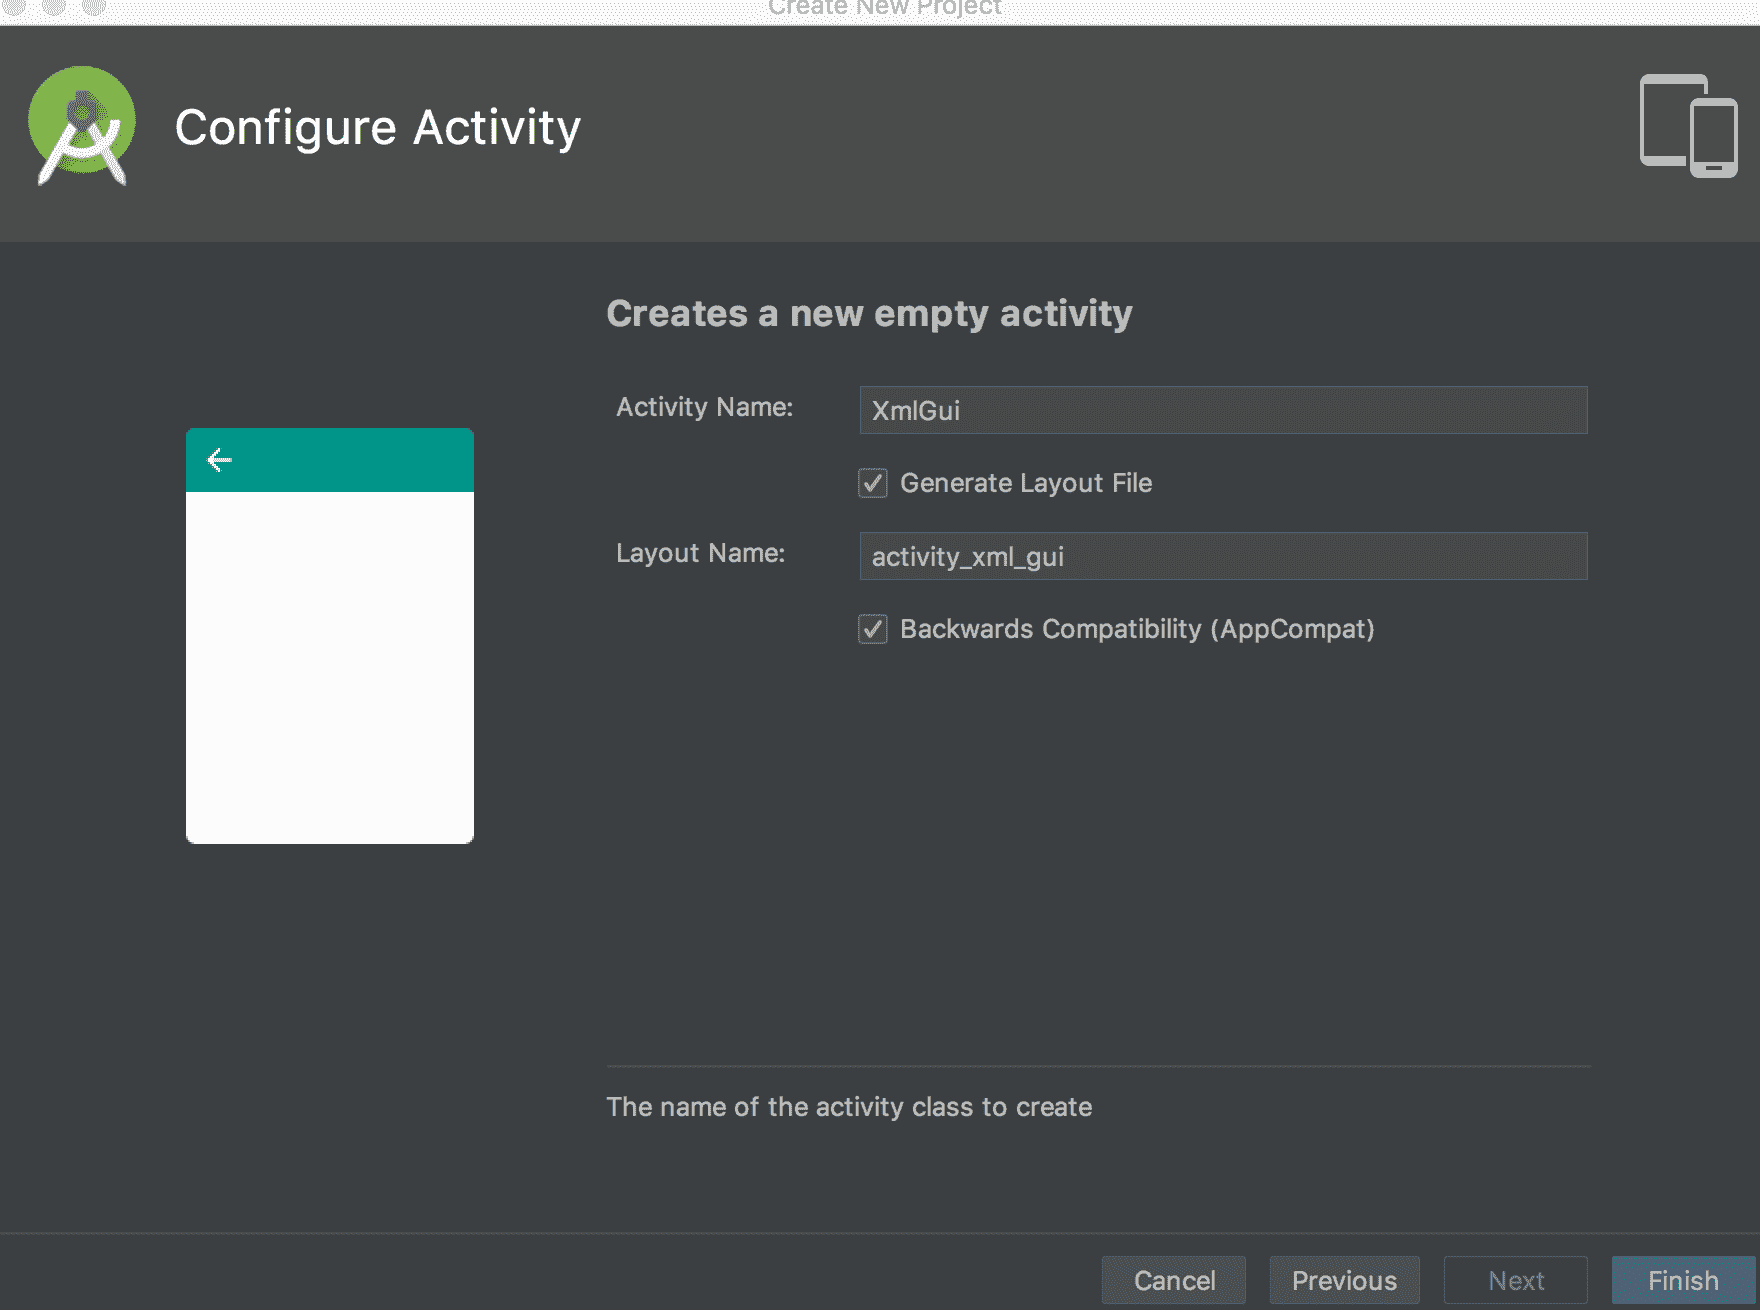 Create New Project
Configure Activity
Creates a new empty activity
Activity Name: XmlGui
Generate Layout File
Layout Name: activity_xml_gui
Backwards Compatibility (AppCompat)
The name of the activity class to create
Cancel Previous Next Finish